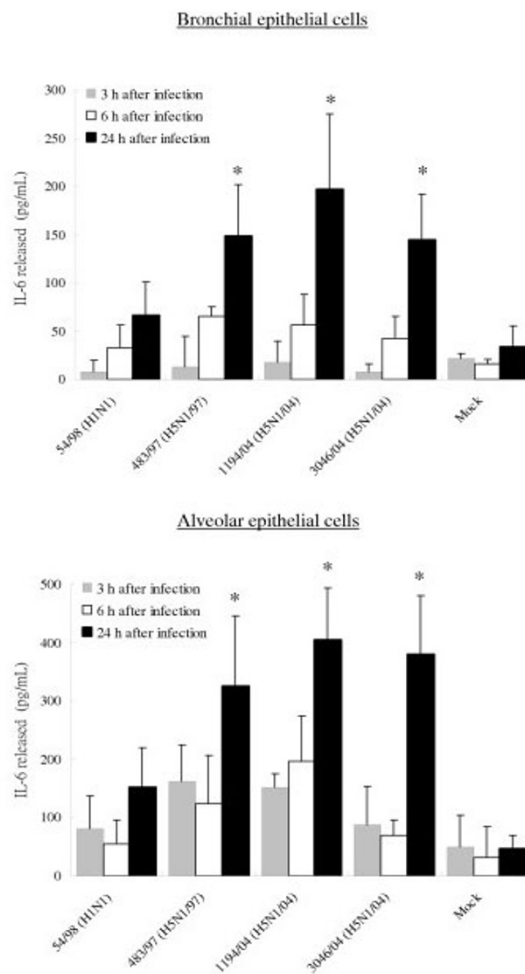 Bronchial epithelial cells
300
250
200
150
100
50
0
IL-6 released (pg/mL)
3 h after infection
6 h after infection
24 h after infection
*
*
*
54/98 (H1N1)
483/97 (H5N1/97)
1194/04 (H5N1/04)
3046/04 (H5N1/04)
Mock
Alveolar epithelial cells
500
400
300
200
100
0
IL-6 released (pg/mL)
3 h after infection
6 h after infection
24 h after infection
*
*
*
54/98 (H1N1)
483/97 (H5N1/97)
1194/04 (H5N1/04)
3046/04 (H5N1/04)
Mock